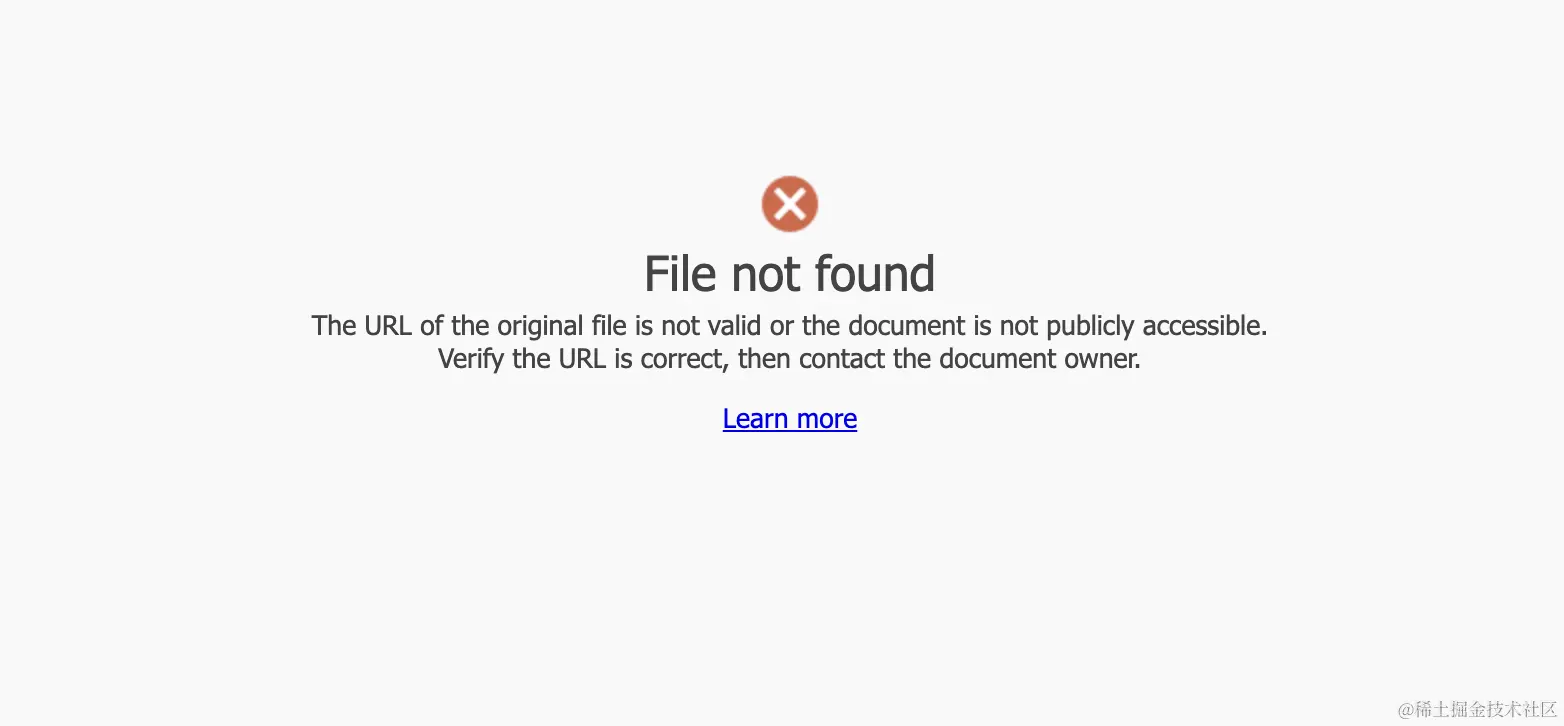 File not found
The URL of the original file is not valid or the document is not publicly accessible.
Verify the URL is correct, then contact the document owner.
Learn more
@稀土掘金技术社区